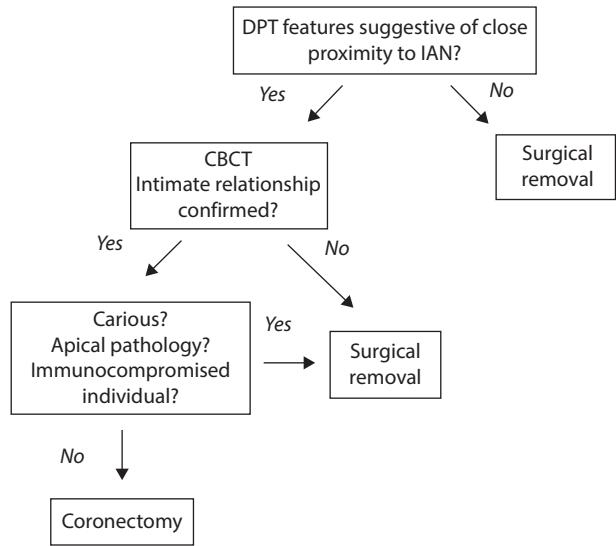 DPT features suggestive of close
proximity to IAN?
Yes
No
CBCT
Intimate relationship
confirmed?
Surgical
removal
Yes
No
Carious?
Apical pathology?
Immunocompromised
individual?
Yes
Surgical
removal
No
Coronectomy